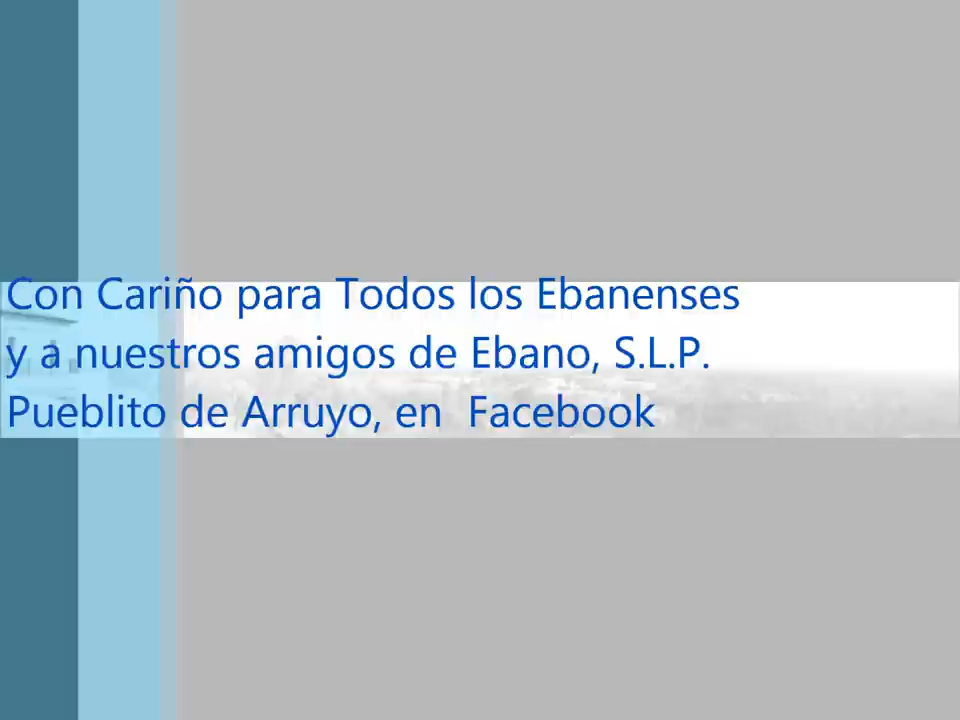 Con Cariño para Todos los Ebanenses
y a nuestros amigos de Ebano, S.L.P.
Pueblito de Arruyo, en  Facebook